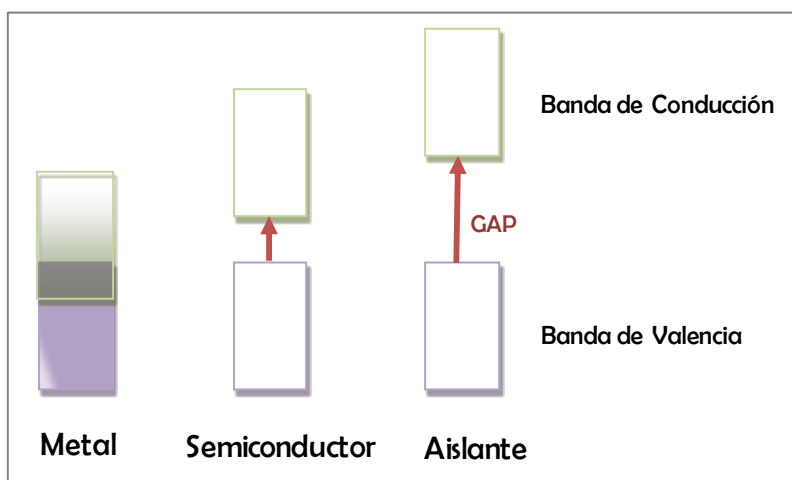 Banda de Conducción
GAP
Banda de Valencia
Metal
Semiconductor
Aislante